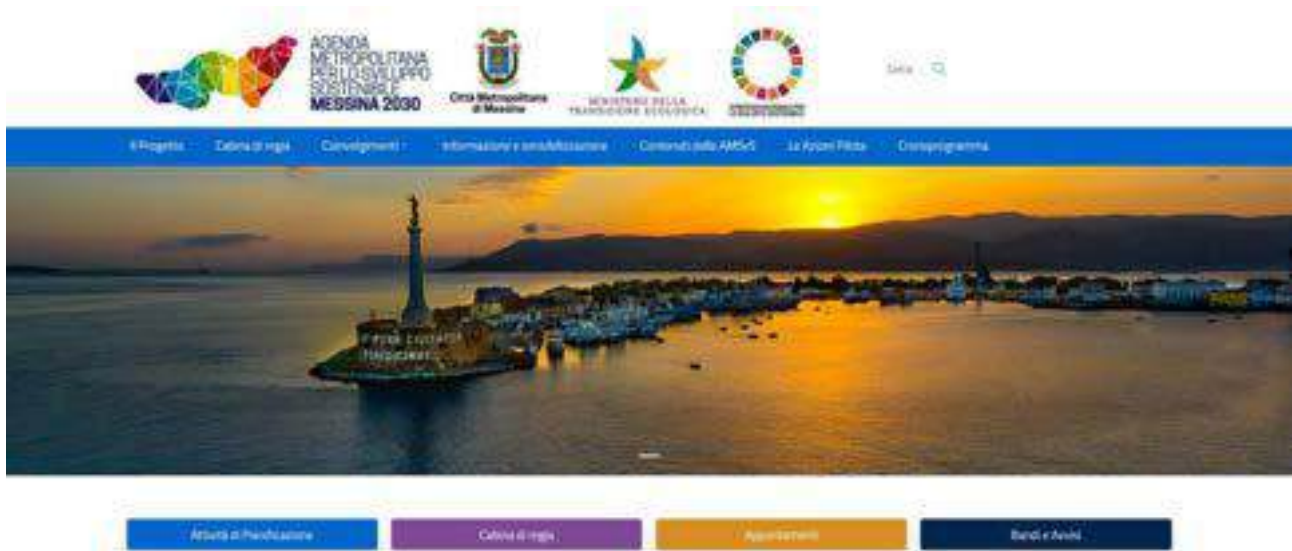 AGENDA
METROPOLITANA
PER LO SVILUPPO
SOSTENIBILE
MESSINA 2030
Città Metropolitana
di Messina
MINISTERO DELLA
TRANSIZIONE ECOLOGICA
Cerca
Il Progetto Cabina di regia Coinvolgimenti Informazione e sensibilizzazione Contenuti della AMSvS Le Azioni Pilota Cronoprogramma
Attività di Pianificazione Cabina di regia Appuntamenti Bandi e Avvisi